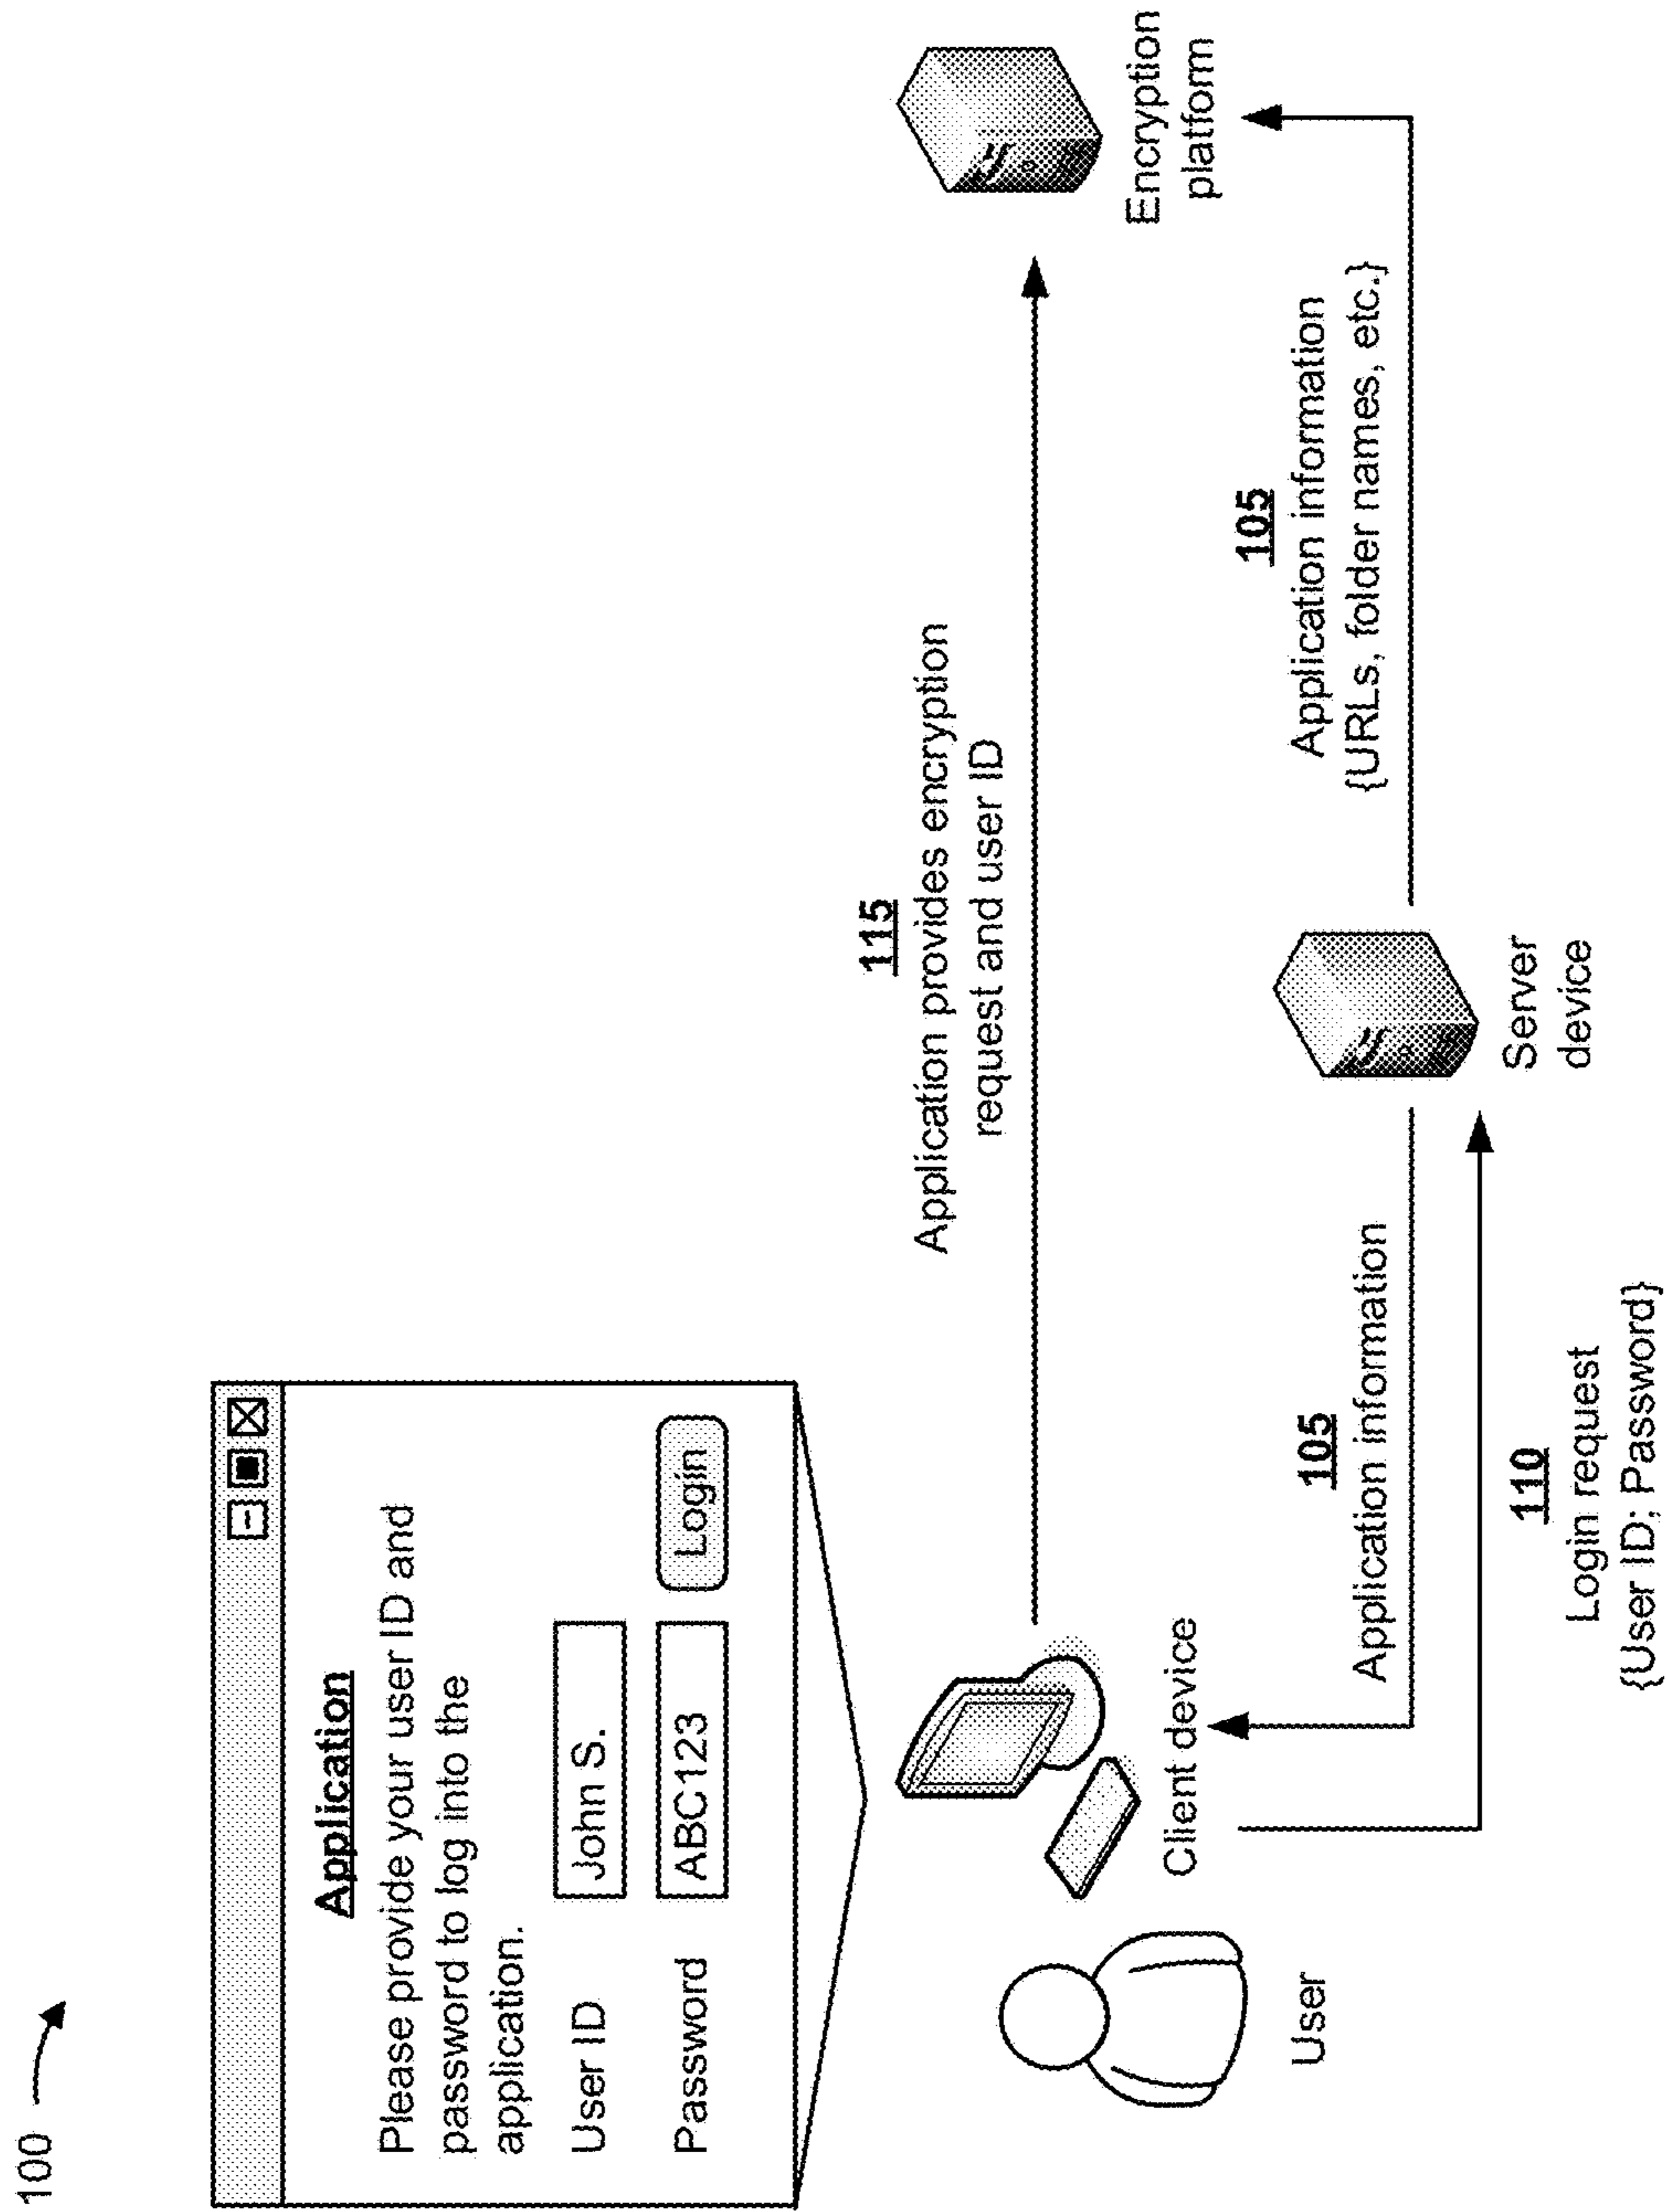 100
Application
Please provide your user ID and
password to log into the
application.
User ID
John S.
Password
ABC123
Login
115
Application provides encryption
request and user ID
User
Client device
Encryption
platform
105
Application information
105
Application information
{URLs, folder names, etc.}
Server
device
110
Login request
{User ID; Password}